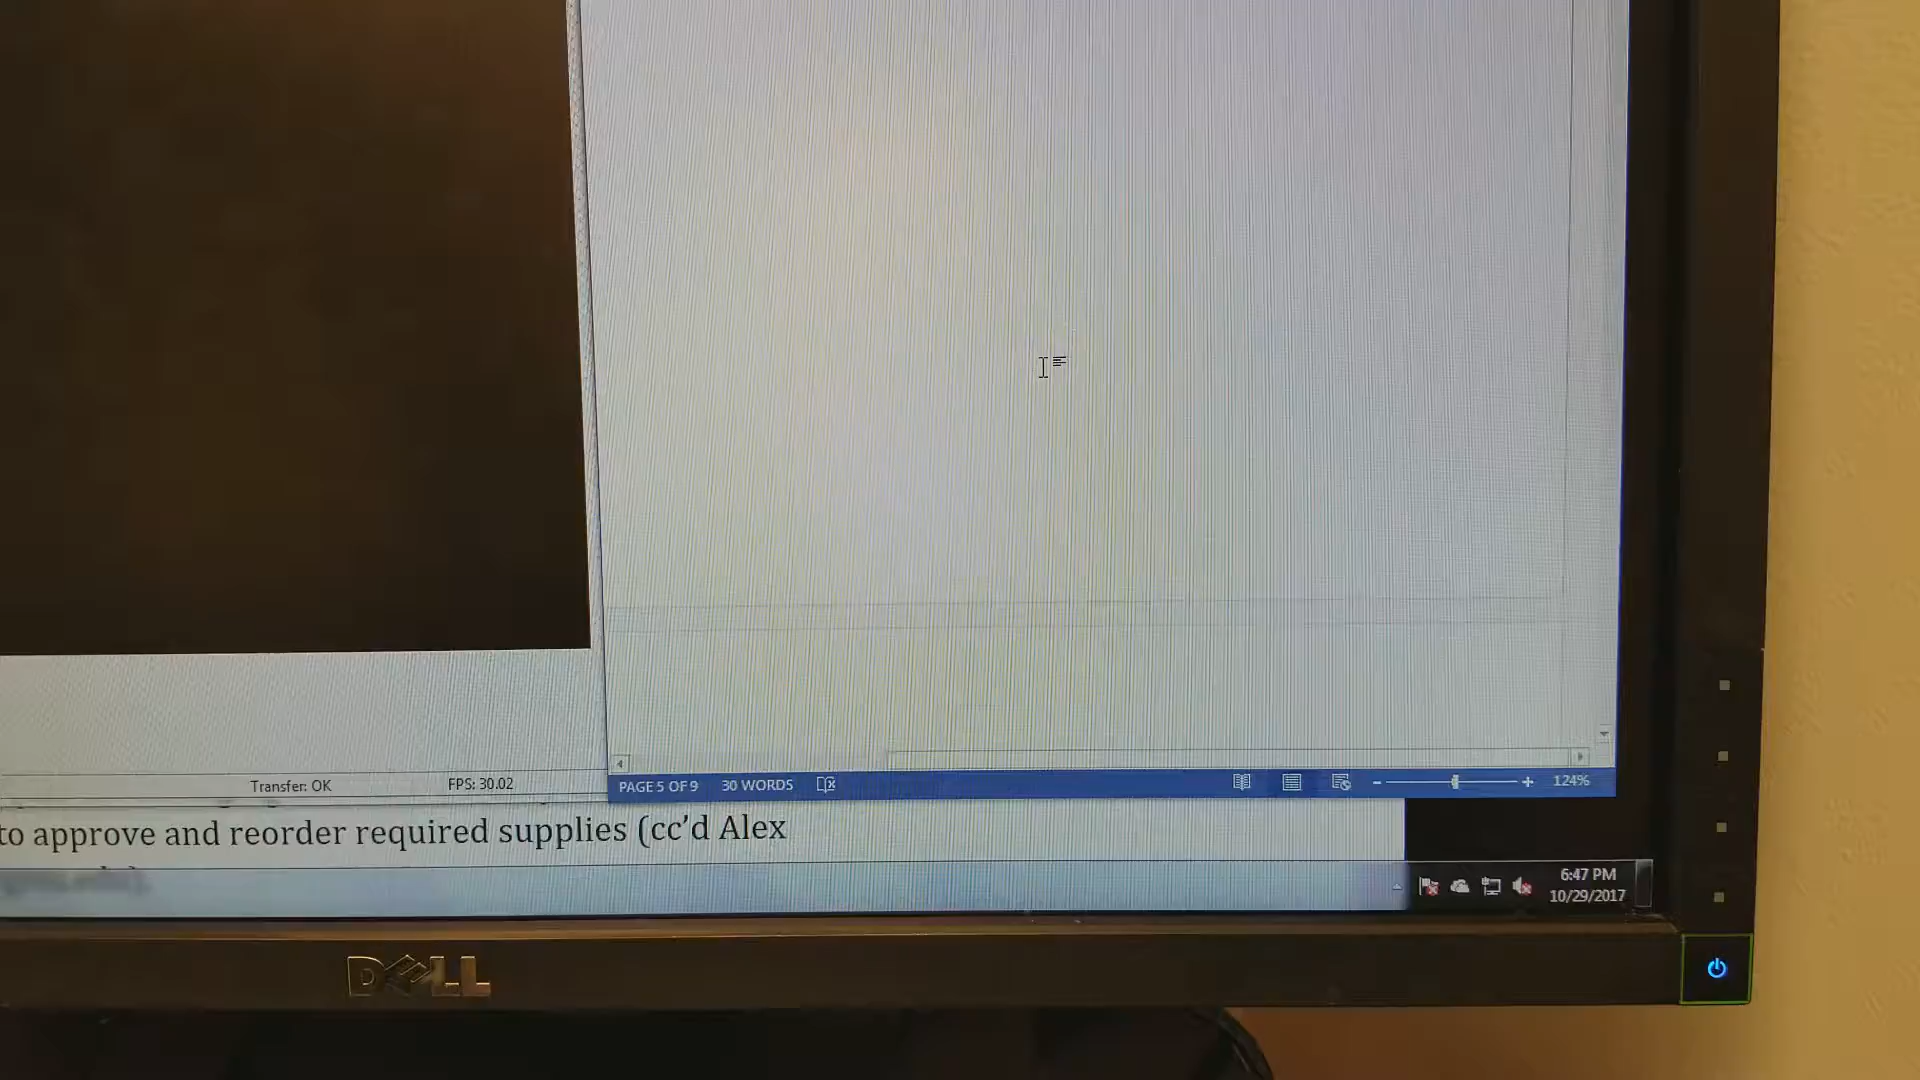 Transfer: OK
FPS: 30.02
PAGE 5 OF 9
30 WORDS
124%
to approve and reorder required supplies (cc’d Alex
6:47 PM
10/29/2017
DELL